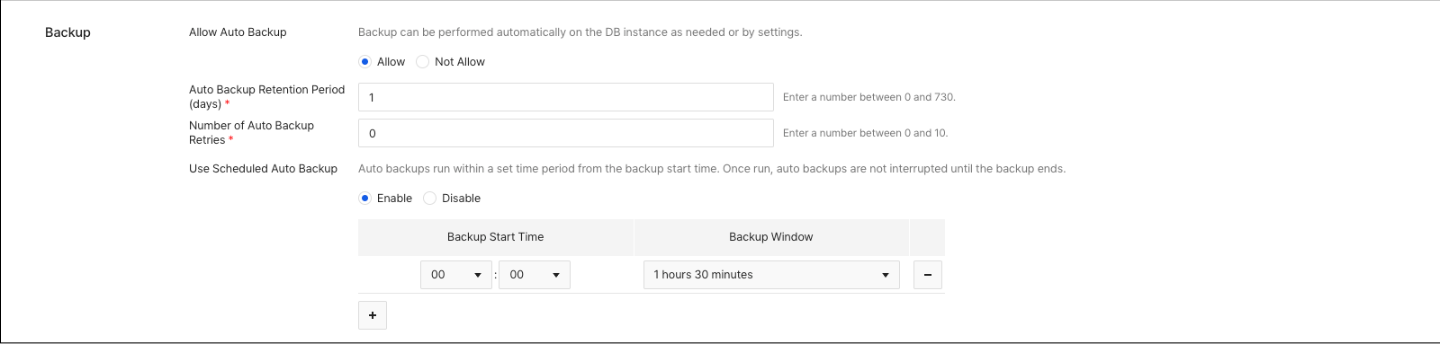 Backup
Allow Auto Backup
Backup can be performed automatically on the DB instance as needed or by settings.
Allow
Not Allow
Auto Backup Retention Period
(days) *
1
Enter a number between 0 and 730.
Number of Auto Backup
Retries *
0
Enter a number between 0 and 10.
Use Scheduled Auto Backup
Auto backups run within a set time period from the backup start time. Once run, auto backups are not interrupted until the backup ends.
Enable
Disable
Backup Start Time
Backup Window
00 : 00
1 hours 30 minutes
−
+